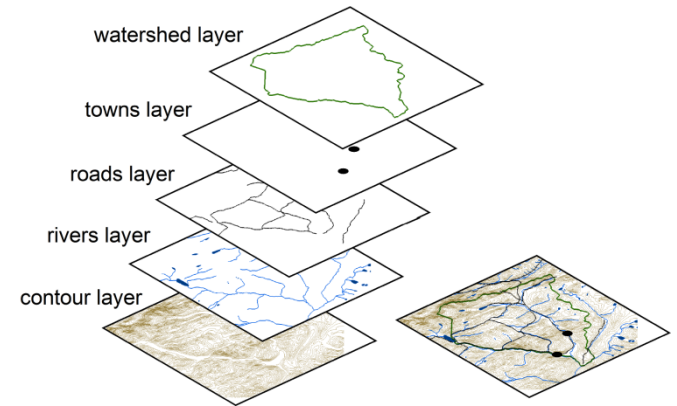 watershed layer
towns layer
roads layer
rivers layer
contour layer